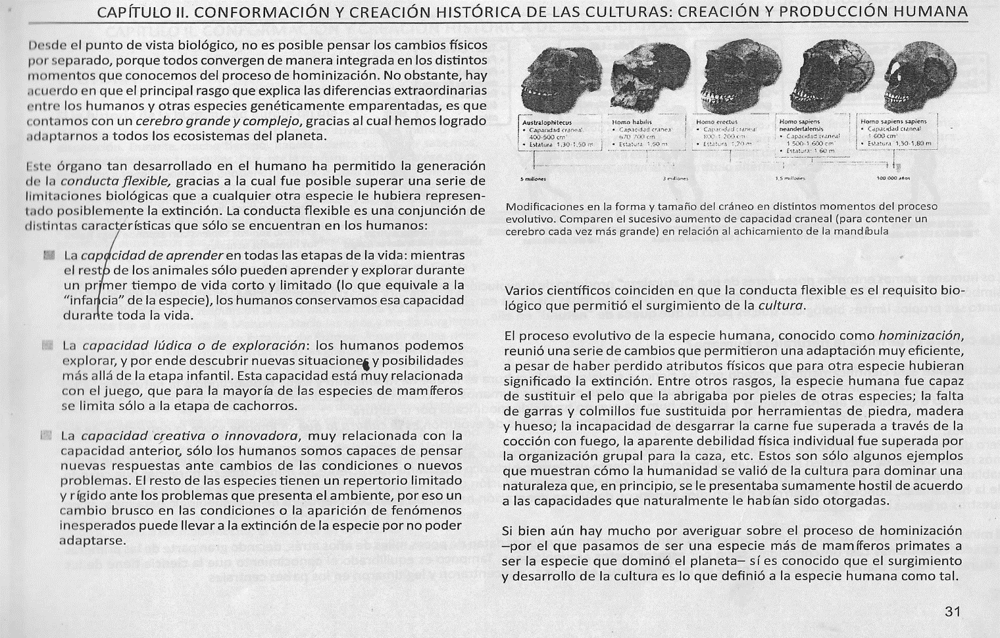 CAPÍTULO II. CONFORMACIÓN Y CREACIÓN HISTÓRICA DE LAS CULTURAS: CREACIÓN Y PRODUCCIÓN HUMANA
Desde el punto de vista biológico, no es posible pensar los cambios físicos
por separado, porque todos convergen de manera integrada en los distintos
momentos que conocemos del proceso de hominización. No obstante, hay
acuerdo en que el principal rasgo que explica las diferencias extraordinarias
entre los humanos y otras especies genéticamente emparentadas, es que
contamos con un cerebro grande y complejo, gracias al cual hemos logrado
adaptarnos a todos los ecosistemas del planeta.
Este órgano tan desarrollado en el humano ha permitido la generación
de la conducta flexible, gracias a la cual fue posible superar una serie de
limitaciones biológicas que a cualquier otra especie le hubiera represen-
tado posiblemente la extinción. La conducta flexible es una conjunción de
distintas características que sólo se encuentran en los humanos:
La capacidad de aprender en todas las etapas de la vida: mientras
el resto de los animales sólo pueden aprender y explorar durante
un primer tiempo de vida corto y limitado (lo que equivale a la
"infancia" de la especie), los humanos conservamos esa capacidad
durante toda la vida.
La capacidad lúdica o de exploración: los humanos podemos
explorar, y por ende descubrir nuevas situaciones y posibilidades
más allá de la etapa infantil. Esta capacidad está muy relacionada
con el juego, que para la mayoría de las especies de mamíferos
se limita sólo a la etapa de cachorros.
La capacidad creativa o innovadora, muy relacionada con la
capacidad anterior, sólo los humanos somos capaces de pensar
nuevas respuestas ante cambios de las condiciones o nuevos
problemas. El resto de las especies tienen un repertorio limitado
y rígido ante los problemas que presenta el ambiente, por eso un
cambio brusco en las condiciones o la aparición de fenómenos
inesperados puede llevar a la extinción de la especie por no poder
adaptarse.
Australophitecus
• Capacidad craneal
400-500 cm³
• Estatura 1,30-1,50 m
Homo habilis
• Capacidad craneal
670-700 cm³
• Estatura 1,50 m
Homo erectus
• Capacidad craneal
800-1 200 cm³
• Estatura 1,70 m
Homo sapiens
neandertalensis
• Capacidad craneal
1 500-1 600 cm³
• Estatura: 1 60 m
Homo sapiens sapiens
• Capacidad craneal
1 600 cm³
• Estatura 1,50-1,80 m
5 millones
3 millones
1,5 millones
100 000 años
Modificaciones en la forma y tamaño del cráneo en distintos momentos del proceso
evolutivo. Comparen el sucesivo aumento de capacidad craneal (para contener un
cerebro cada vez más grande) en relación al achicamiento de la mandíbula
Varios científicos coinciden en que la conducta flexible es el requisito bio-
lógico que permitió el surgimiento de la cultura.
El proceso evolutivo de la especie humana, conocido como hominización,
reunió una serie de cambios que permitieron una adaptación muy eficiente,
a pesar de haber perdido atributos físicos que para otra especie hubieran
significado la extinción. Entre otros rasgos, la especie humana fue capaz
de sustituir el pelo que la abrigaba por pieles de otras especies; la falta
de garras y colmillos fue sustituida por herramientas de piedra, madera
y hueso; la incapacidad de desgarrar la carne fue superada a través de la
cocción con fuego, la aparente debilidad física individual fue superada por
la organización grupal para la caza, etc. Estos son sólo algunos ejemplos
que muestran cómo la humanidad se valió de la cultura para dominar una
naturaleza que, en principio, se le presentaba sumamente hostil de acuerdo
a las capacidades que naturalmente le habían sido otorgadas.
Si bien aún hay mucho por averiguar sobre el proceso de hominización
–por el que pasamos de ser una especie más de mamíferos primates a
ser la especie que dominó el planeta– sí es conocido que el surgimiento
y desarrollo de la cultura es lo que definió a la especie humana como tal.
31